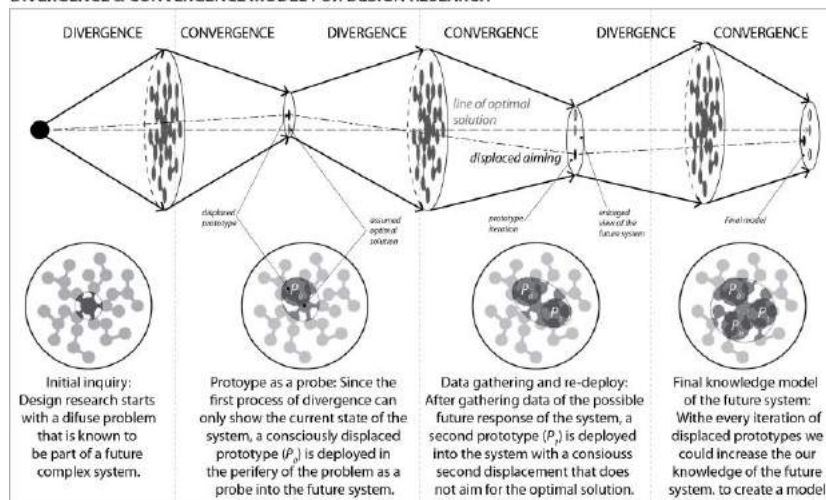 DIVERGENCE
CONVERGENCE
DIVERGENCE
CONVERGENCE
DIVERGENCE
CONVERGENCE
line of optimal
solution
displaced aiming
displaced
prototype
assumed
optimal
solution
prototype
iteration
enlarged
view of the
future system
Final model
Initial inquiry:
Design research starts
with a difuse problem
that is known to
be part of a future
complex system.
Protoype as a probe: Since the
first process of divergence can
only show the current state of the
system, a consciously displaced
prototype (P₀) is deployed in
the perifery of the problem as a
probe into the future system.
Data gathering and re-deploy:
After gathering data of the possible
future response of the system, a
second prototype (P₁) is deployed
into the system with a consiouss
second displacement that does
not aim for the optimal solution.
Final knowledge model
of the future system:
Withe every iteration of
displaced prototypes we
could increase the our
knowledge of the future
system, to create a model